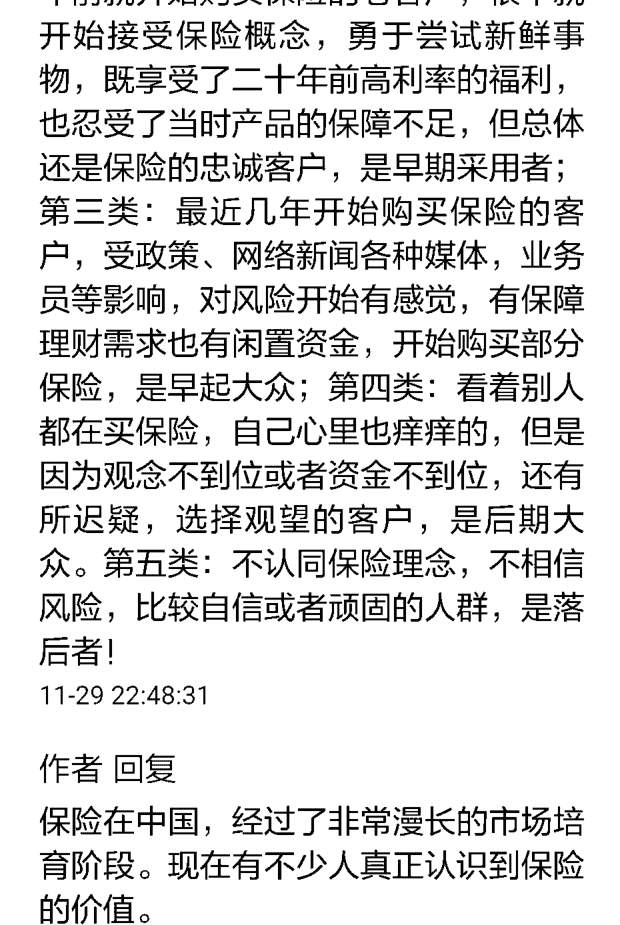 开始接受保险概念，勇于尝试新鲜事
物，既享受了二十年前高利率的福利，
也忍受了当时产品的保障不足，但总体
还是保险的忠诚客户，是早期采用者；
第三类：最近几年开始购买保险的客
户，受政策、网络新闻各种媒体，业务
员等影响，对风险开始有感觉，有保障
理财需求也有闲置资金，开始购买部分
保险，是早起大众；第四类：看着别人
都在买保险，自己心里也痒痒的，但是
因为观念不到位或者资金不到位，还有
所迟疑，选择观望的客户，是后期大
众。第五类：不认同保险理念，不相信
风险，比较自信或者顽固的人群，是落
后者！
11-29 22:48:31
作者 回复
保险在中国，经过了非常漫长的市场培
育阶段。现在有不少人真正认识到保险
的价值。